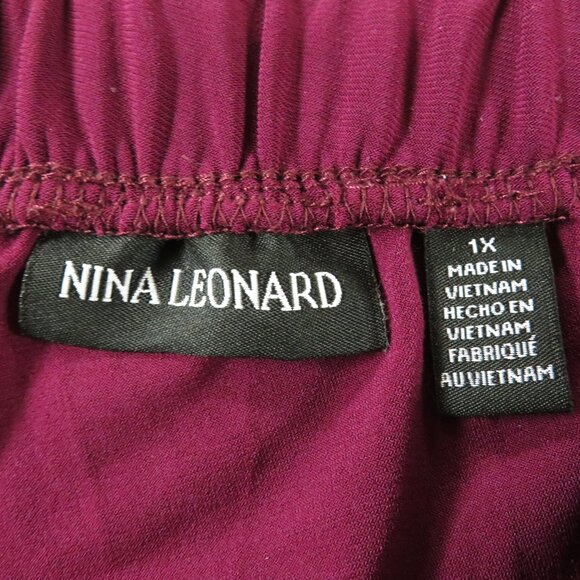 NINA LEONARD
1X
MADE IN
VIETNAM
HECHO EN
VIETNAM
FABRIQUÉ
AU VIETNAM